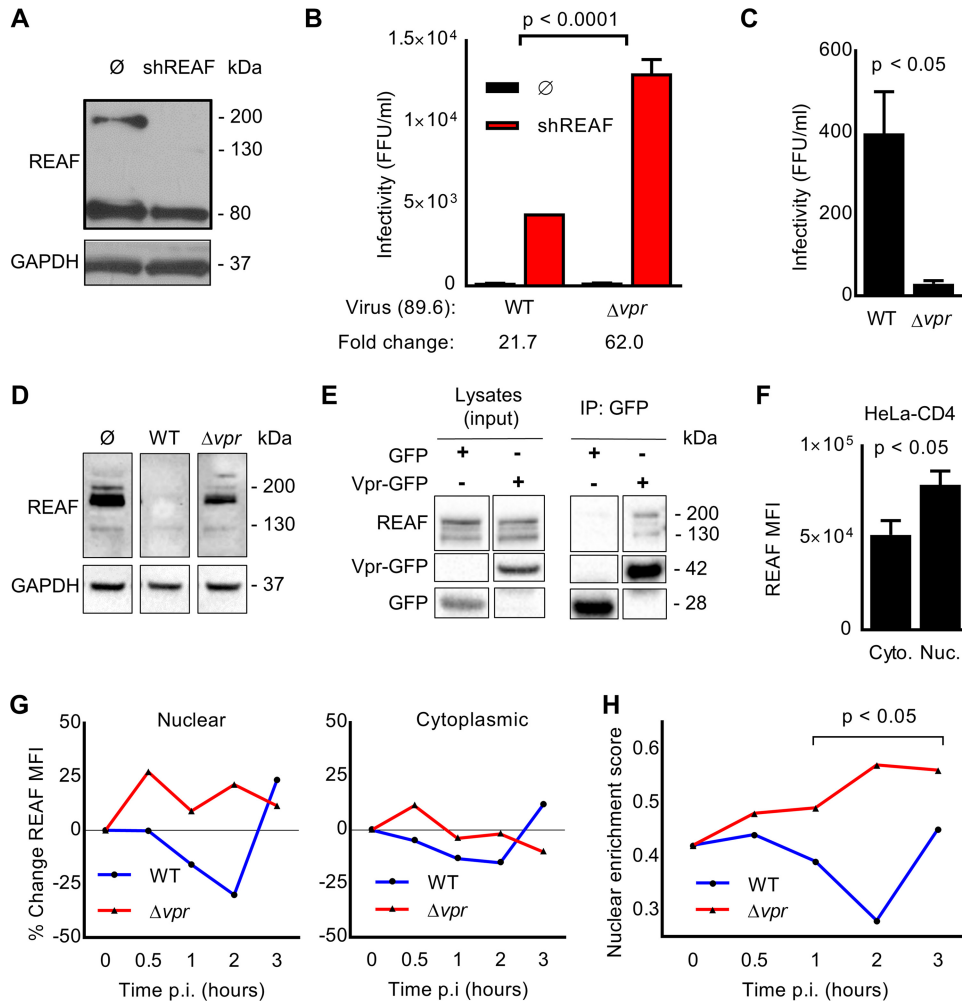 A
Ø shREAF kDa
REAF
- 200
- 130
- 80
GAPDH
- 37
B
p < 0.0001
Infectivity (FFU/ml)
1.5×10⁴
1×10⁴
5×10³
0
∅
shREAF
Virus (89.6): WT Δvpr
Fold change: 21.7 62.0
C
p < 0.05
Infectivity (FFU/ml)
600
400
200
0
WT Δvpr
D
Ø WT Δvpr kDa
REAF
- 200
- 130
GAPDH
- 37
E
Lysates
(input)
IP: GFP
kDa
GFP + - + -
Vpr-GFP - + - +
REAF
- 200
- 130
Vpr-GFP
- 42
GFP
- 28
F
HeLa-CD4
p < 0.05
REAF MFI
1×10⁵
5×10⁴
0
Cyto. Nuc.
G
Nuclear
% Change REAF MFI
50
25
0
-25
-50
WT
Δvpr
0 0.5 1 2 3
Time p.i. (hours)
Cytoplasmic
50
25
0
-25
-50
WT
Δvpr
0 0.5 1 2 3
Time p.i (hours)
H
p < 0.05
Nuclear enrichment score
0.6
0.5
0.4
0.3
WT
Δvpr
0 0.5 1 2 3
Time p.i. (hours)